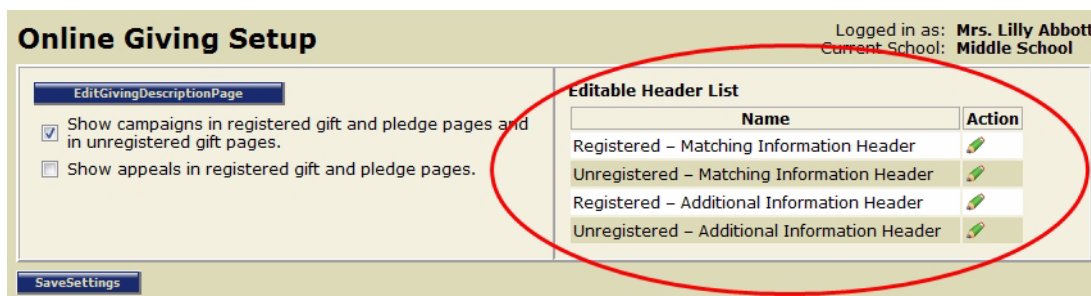 Online Giving Setup
Logged in as: Mrs. Lilly Abbott
Current School: Middle School
EditGivingDescriptionPage
Show campaigns in registered gift and pledge pages and
in unregistered gift pages.
Show appeals in registered gift and pledge pages.
Editable Header List
Name Action
Registered – Matching Information Header
Unregistered – Matching Information Header
Registered – Additional Information Header
Unregistered – Additional Information Header
SaveSettings